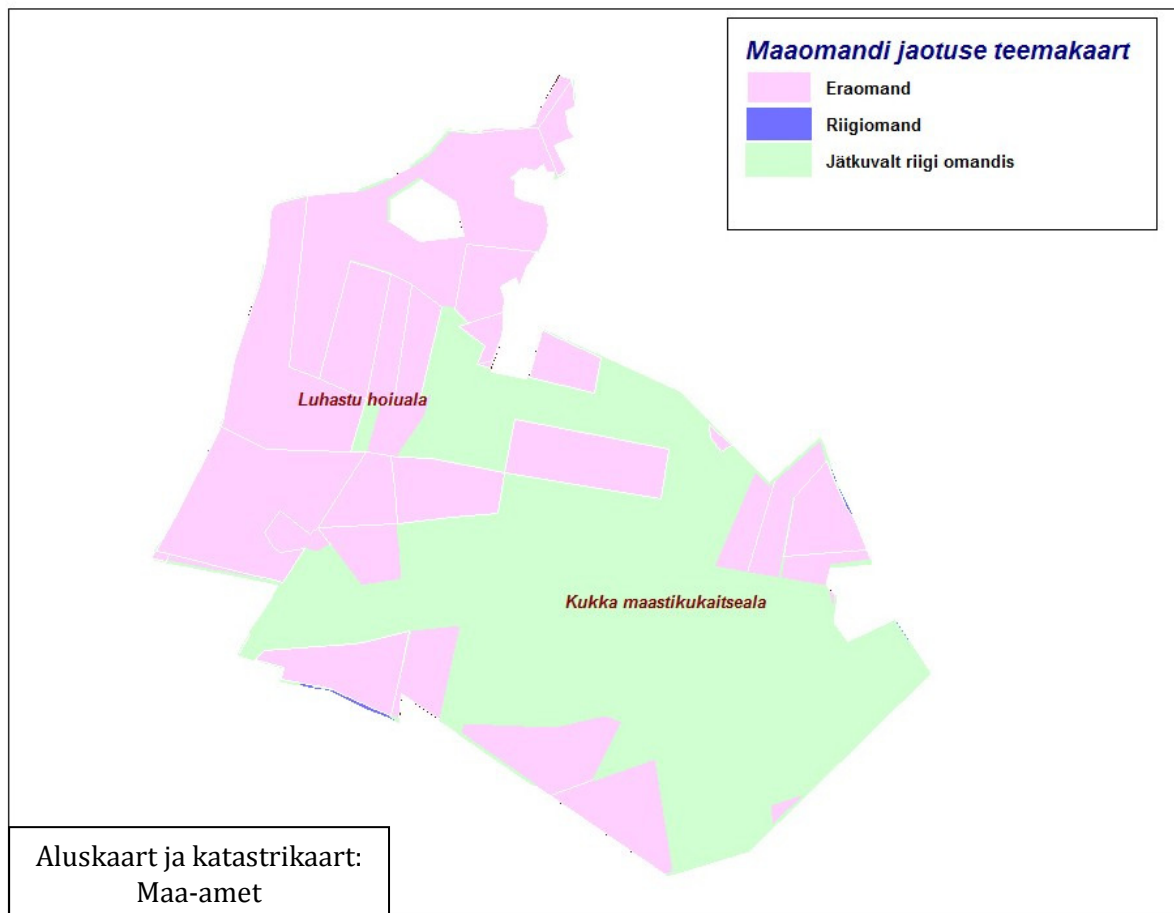 Maaomandi jaotuse teemakaart
Eraomand
Riigiomand
Jätkuvalt riigi omandis
Luhastu hoiuala
Kukka maastikukaitseala
Aluskaart ja katastrikaart:
Maa-amet